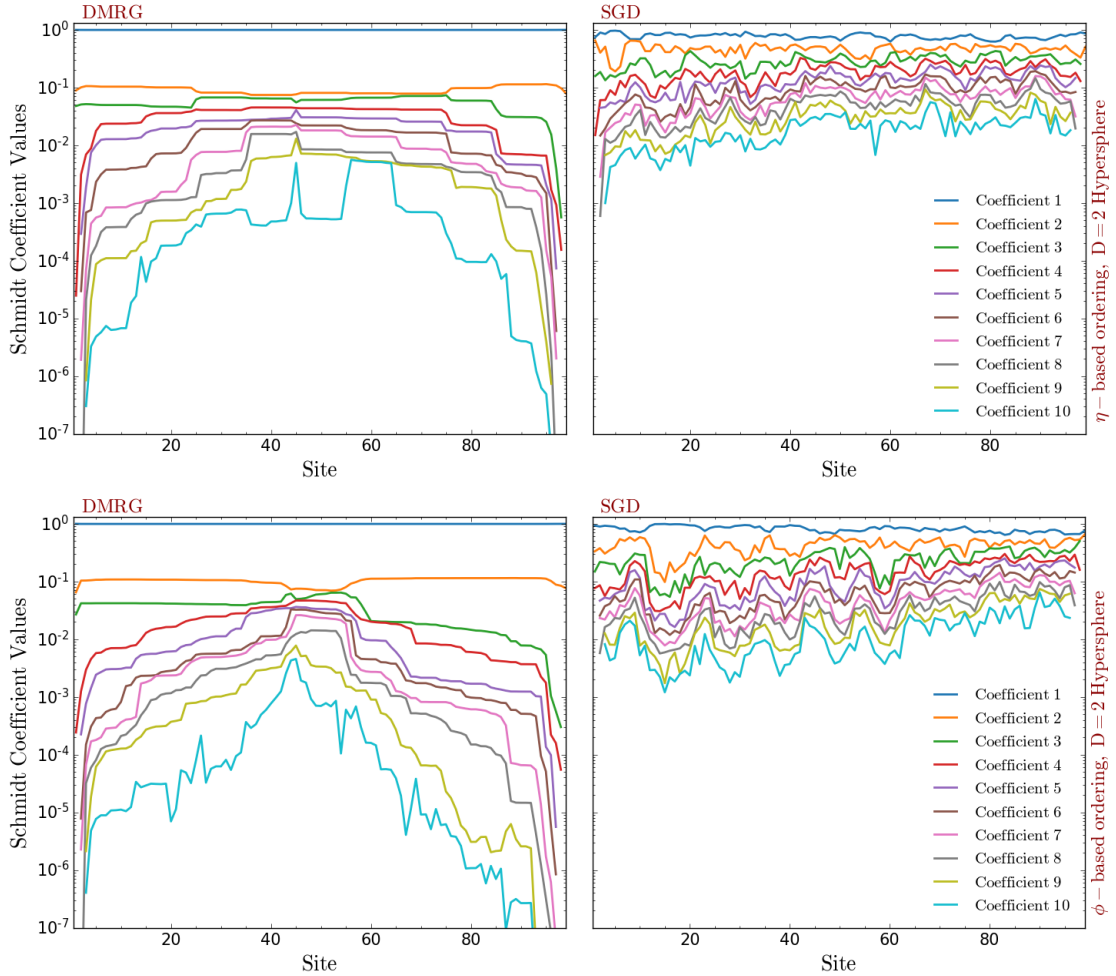 DMRG
SGD
Schmidt Coefficient Values
10^0
10^-1
10^-2
10^-3
10^-4
10^-5
10^-6
10^-7
20
40
60
80
Site
Coefficient 1
Coefficient 2
Coefficient 3
Coefficient 4
Coefficient 5
Coefficient 6
Coefficient 7
Coefficient 8
Coefficient 9
Coefficient 10
20
40
60
80
Site
η − based ordering, D = 2 Hypersphere
DMRG
SGD
Schmidt Coefficient Values
10^0
10^-1
10^-2
10^-3
10^-4
10^-5
10^-6
10^-7
20
40
60
80
Site
Coefficient 1
Coefficient 2
Coefficient 3
Coefficient 4
Coefficient 5
Coefficient 6
Coefficient 7
Coefficient 8
Coefficient 9
Coefficient 10
20
40
60
80
Site
ϕ − based ordering, D = 2 Hypersphere